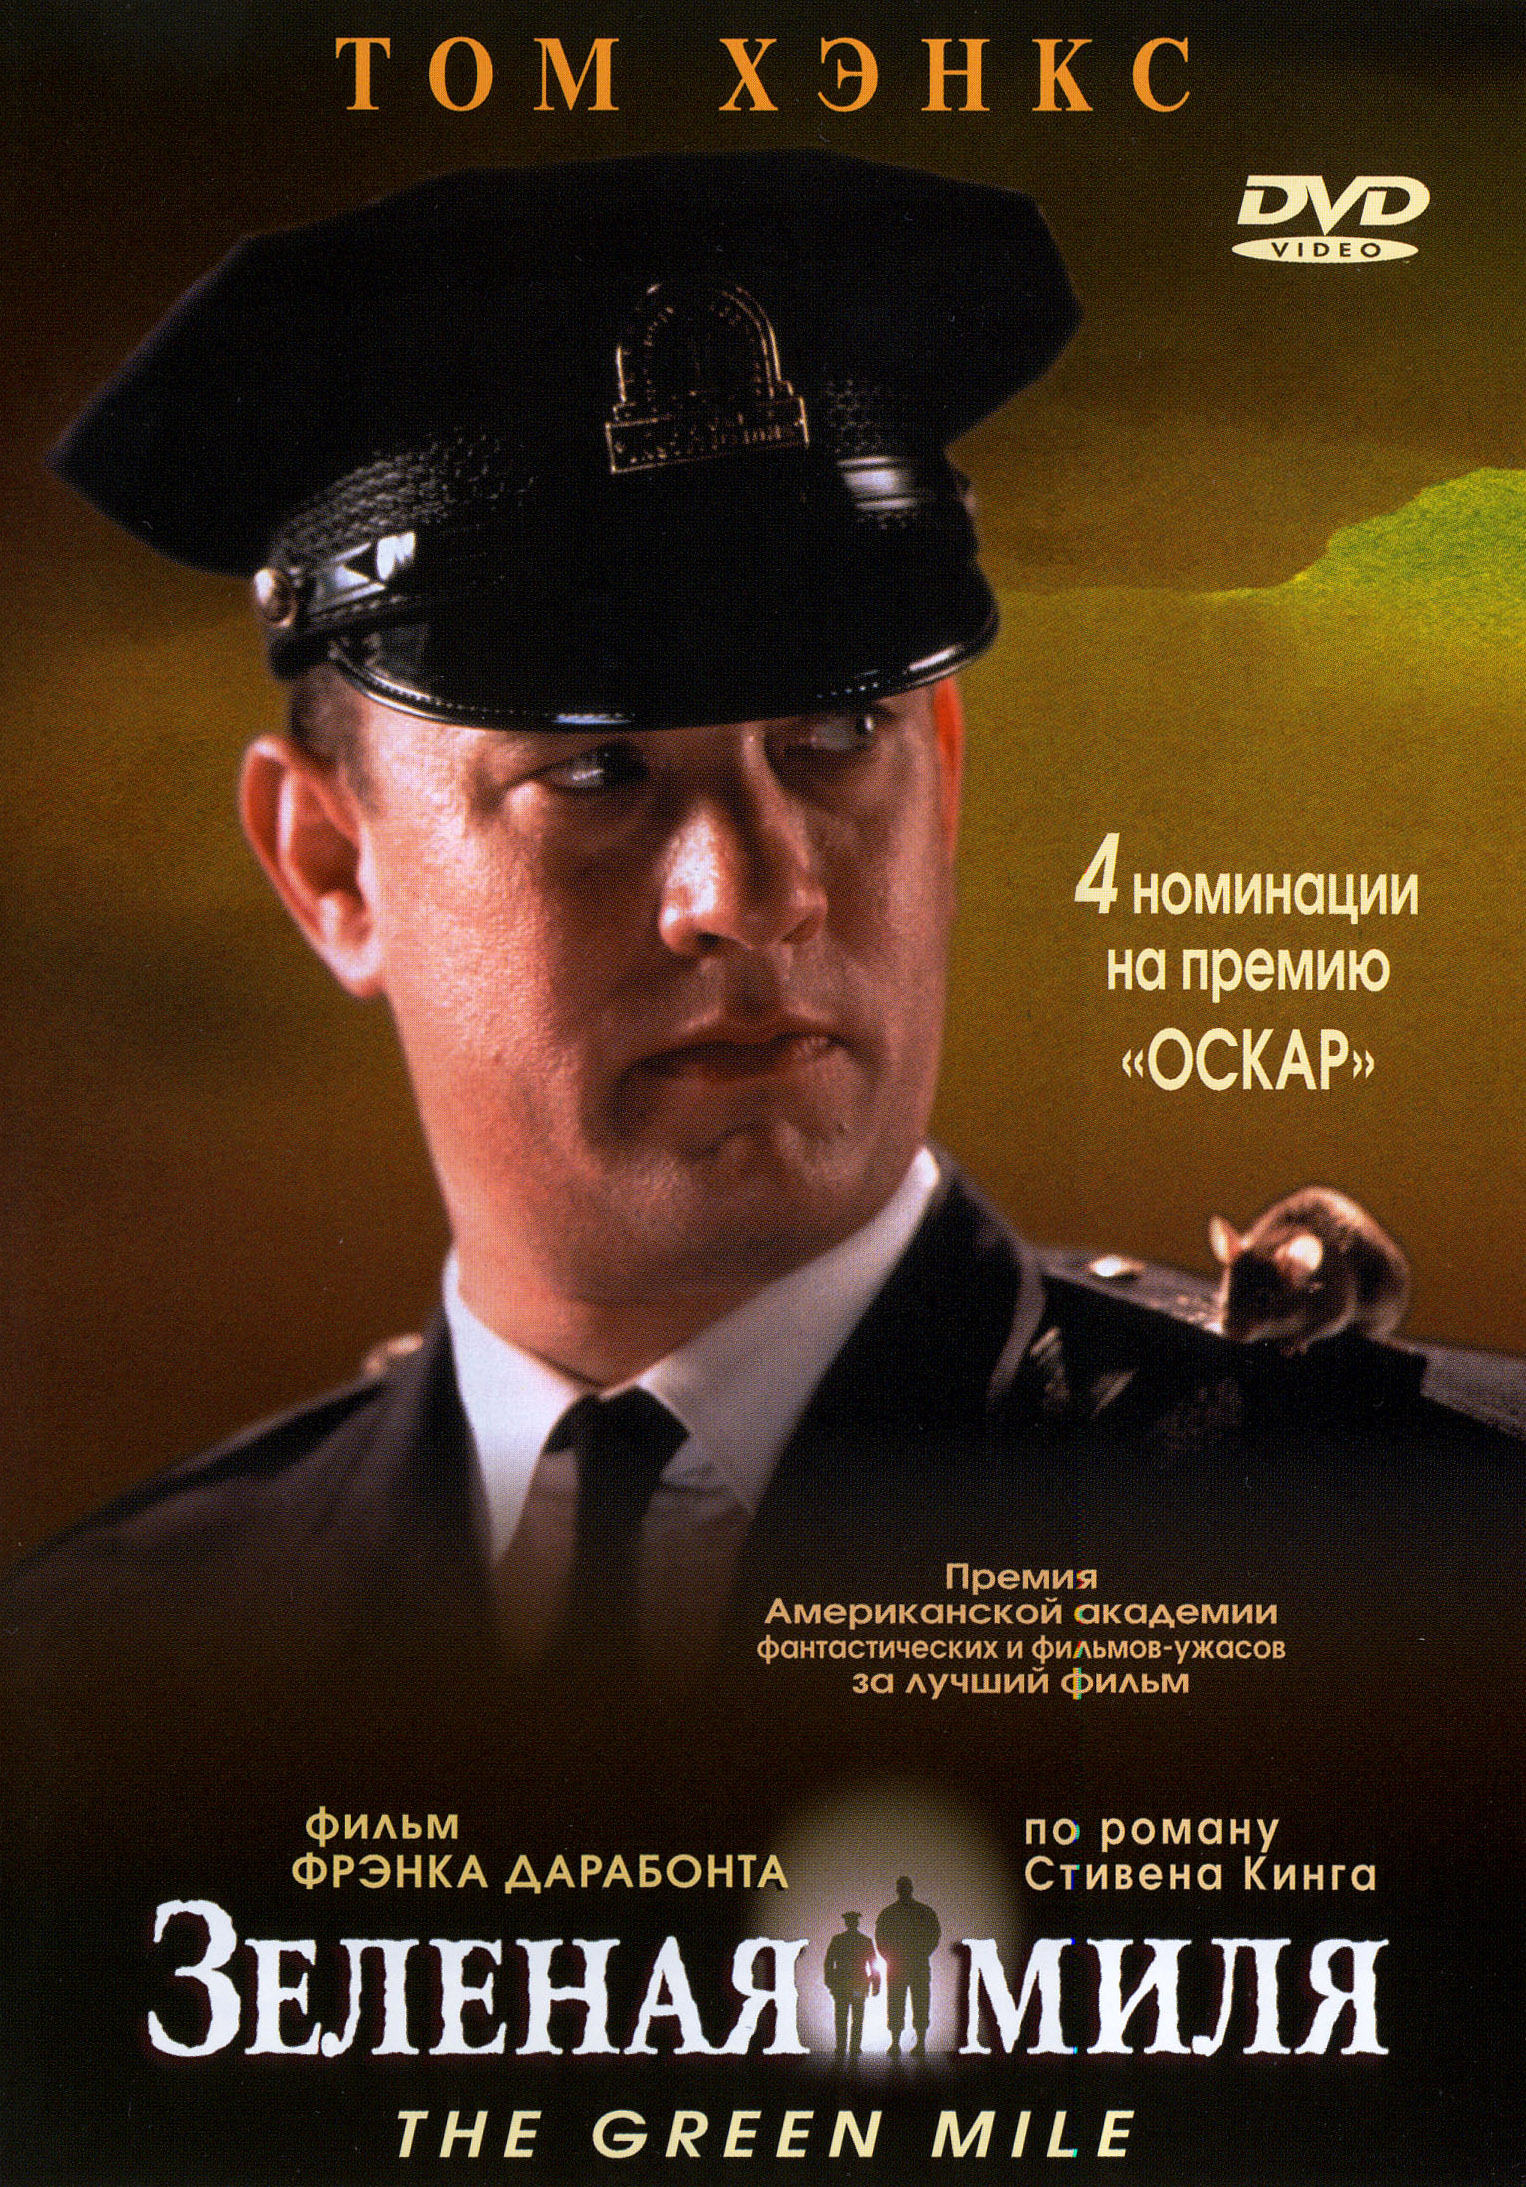 ТОМ ХЭНКС
DVD
VIDEO
4 номинации
на премию
«ОСКАР»
Премия
Американской академии
фантастических и фильмов-ужасов
за лучший фильм
фильм
ФРЭНКА ДАРАБОНТА
по роману
Стивена Кинга
ЗЕЛЕНАЯ МИЛЯ
THE GREEN MILE